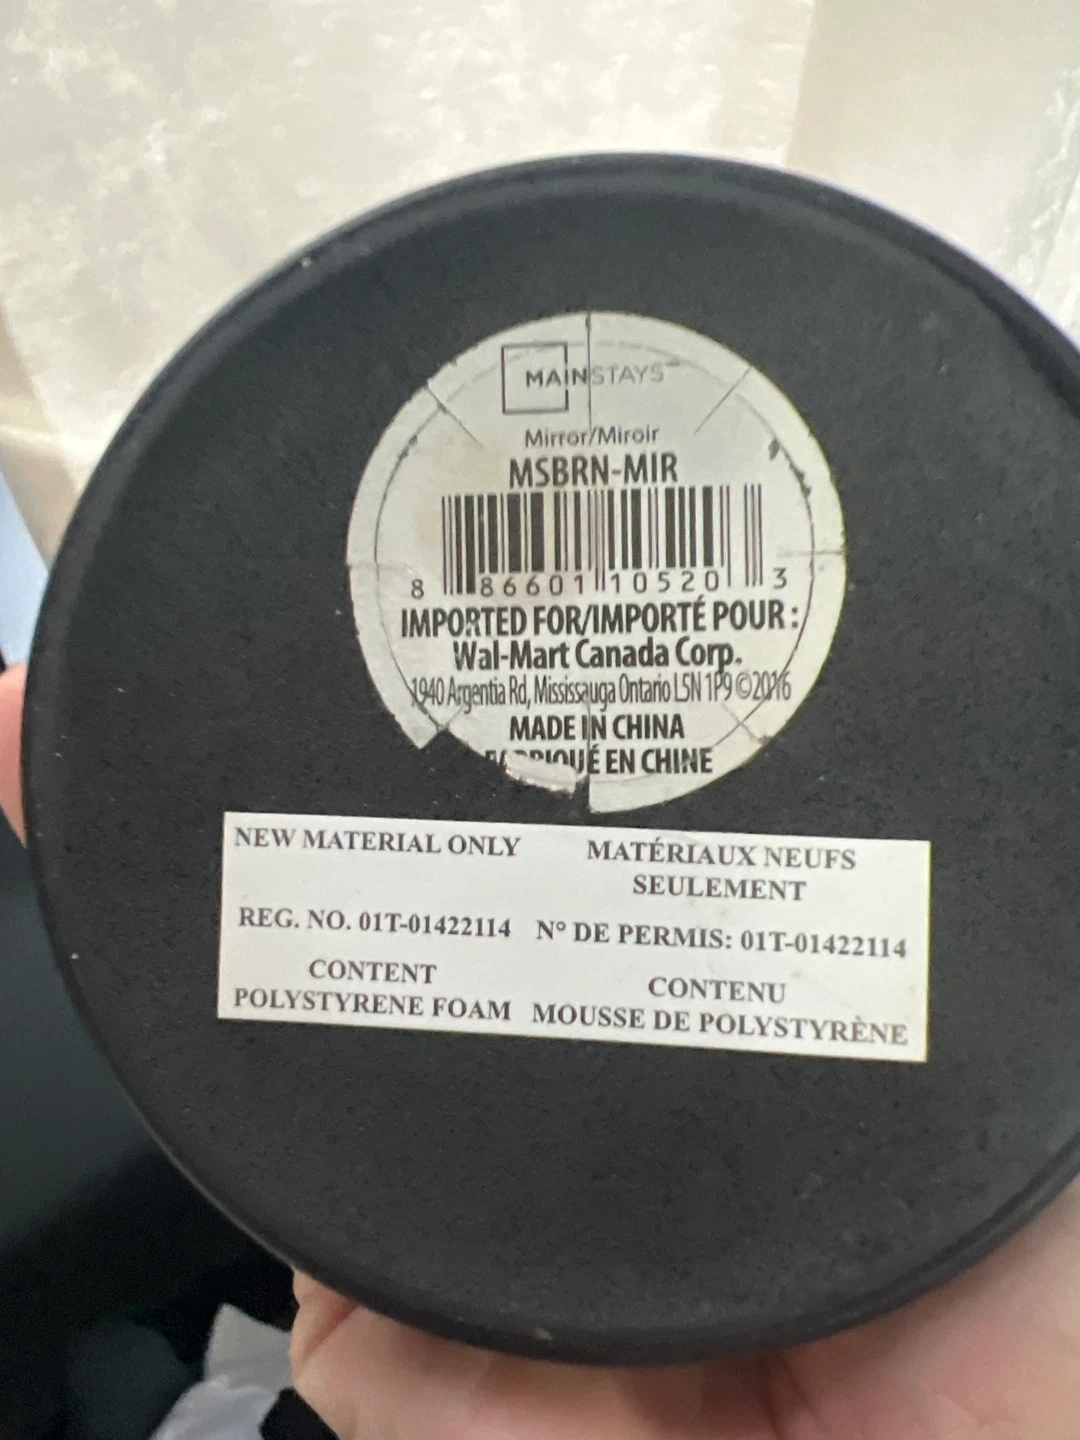 MAINSTAYS™
Mirror/Miroir
MSBRN-MIR
8 86601 10520 3
IMPORTED FOR/IMPORTÉ POUR :
Wal-Mart Canada Corp.
1940 Argentia Rd, Mississauga Ontario L5N 1P9 ©2016
MADE IN CHINA
FABRIQUÉ EN CHINE
NEW MATERIAL ONLY
MATÉRIAUX NEUFS
SEULEMENT
REG. NO. 01T-01422114
N° DE PERMIS: 01T-01422114
CONTENT
POLYSTYRENE FOAM
CONTENU
MOUSSE DE POLYSTYRÈNE